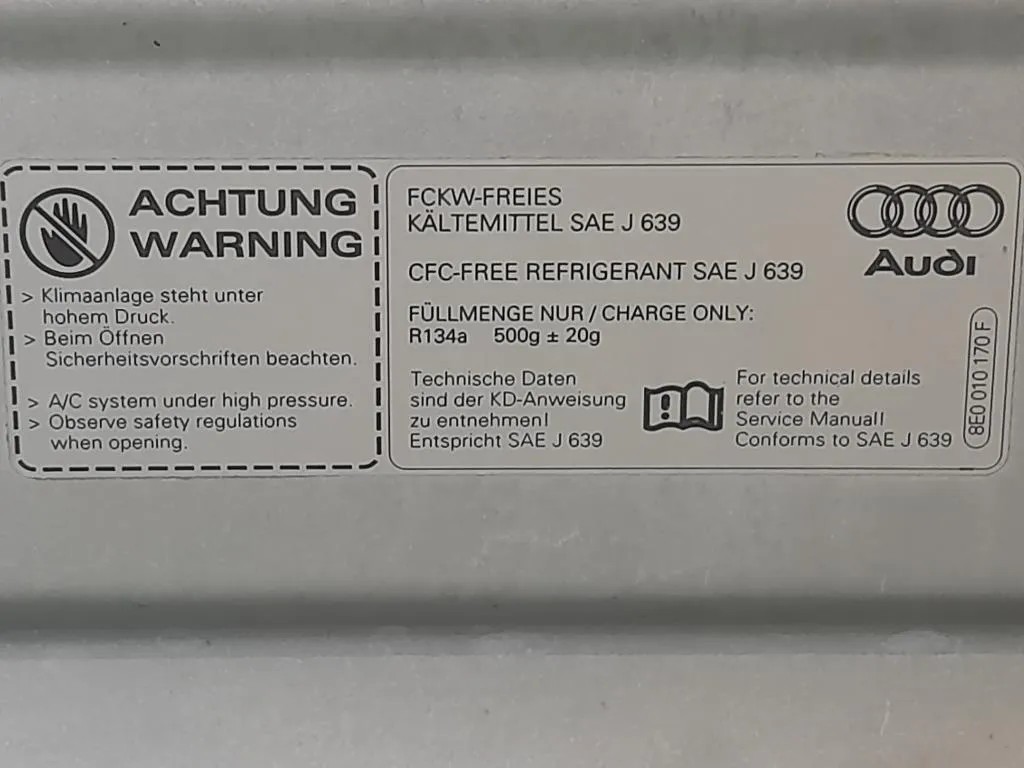 ACHTUNG
WARNING
> Klimaanlage steht unter
hohem Druck.
> Beim Öffnen
Sicherheitsvorschriften beachten.
> A/C system under high pressure.
> Observe safety regulations
when opening.
FCKW-FREIES
KÄLTEMITTEL SAE J 639
CFC-FREE REFRIGERANT SAE J 639
FÜLLMENGE NUR / CHARGE ONLY:
R134a 500g ± 20g
Technische Daten
sind der KD-Anweisung
zu entnehmen!
Entspricht SAE J 639
For technical details
refer to the
Service Manual!
Conforms to SAE J 639
Audi
8E0 010 170 F